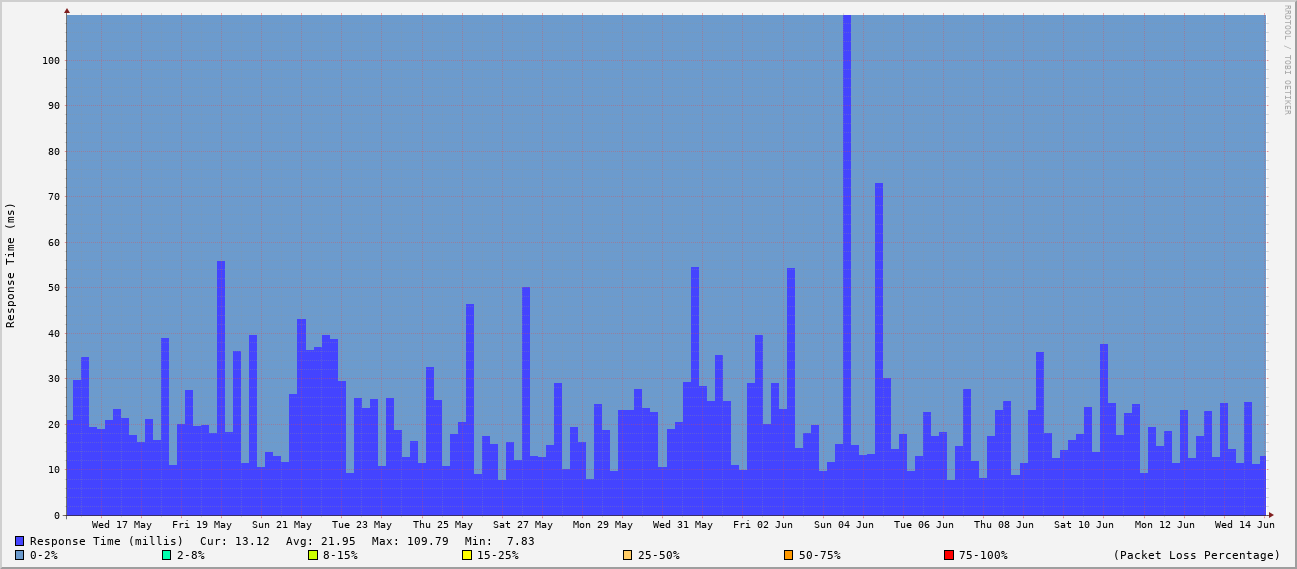 RRDTOOL / TOBI OETIKER
Response Time (ms)
100
90
80
70
60
50
40
30
20
10
0
Wed 17 May Fri 19 May Sun 21 May Tue 23 May Thu 25 May Sat 27 May Mon 29 May Wed 31 May Fri 02 Jun Sun 04 Jun Tue 06 Jun Thu 08 Jun Sat 10 Jun Mon 12 Jun Wed 14 Jun
Response Time (millis) Cur: 13.12 Avg: 21.95 Max: 109.79 Min: 7.83
0-2% 2-8% 8-15% 15-25% 25-50% 50-75% 75-100% (Packet Loss Percentage)